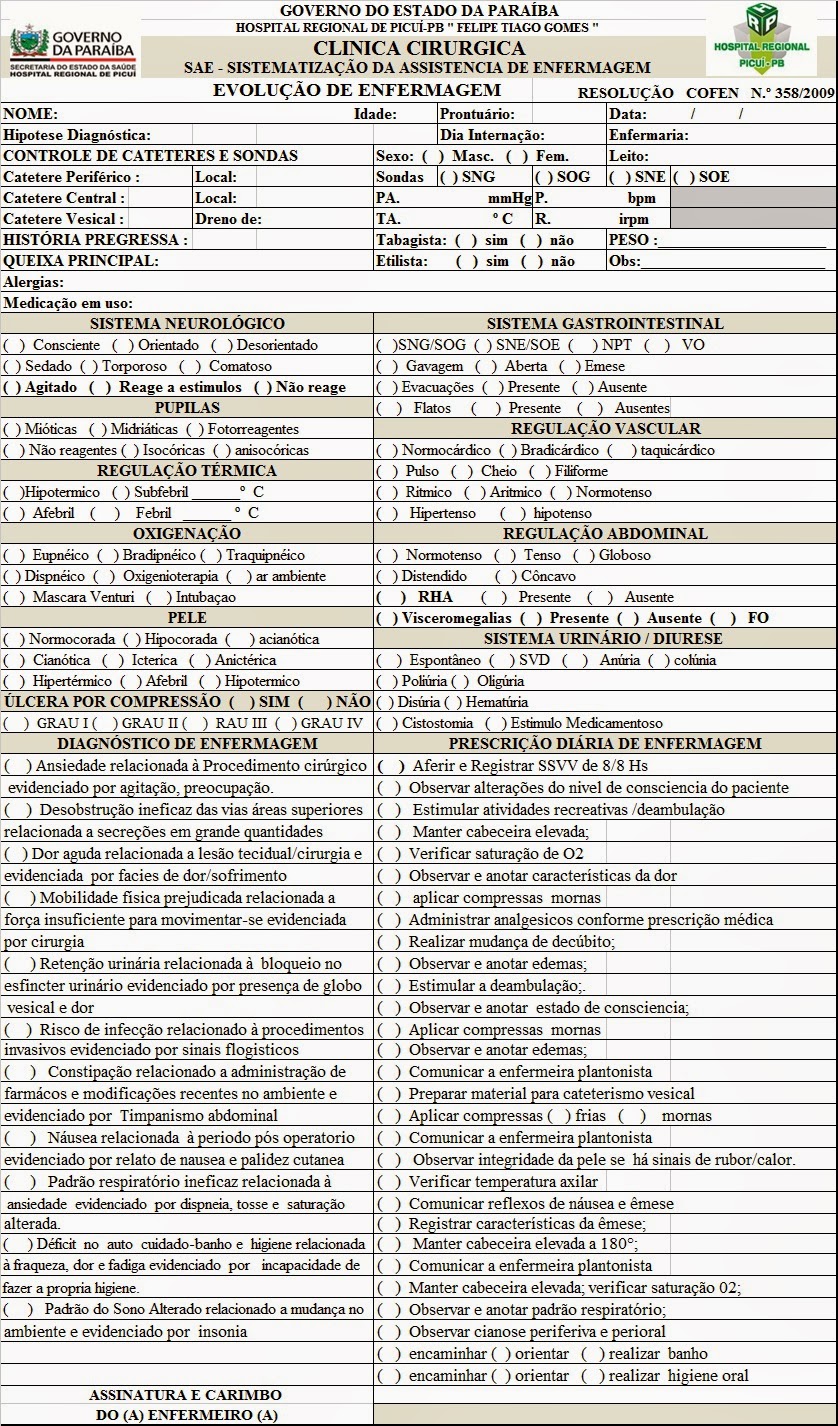 GOVERNO DO ESTADO DA PARAÍBA
HOSPITAL REGIONAL DE PICUÍ-PB " FELIPE TIAGO GOMES "
CLINICA CIRURGICA
SAE - SISTEMATIZAÇÃO DA ASSISTENCIA DE ENFERMAGEM
GOVERNO
DA PARAÍBA
SECRETARIA DO ESTADO DA SAÚDE
HOSPITAL REGIONAL DE PICUÍ
HRP
HOSPITAL REGIONAL
PICUÍ - PB
EVOLUÇÃO DE ENFERMAGEM RESOLUÇÃO COFEN N.º 358/2009
NOME: Idade: Prontuário: Data: / /
Hipotese Diagnóstica: Dia Internação: Enfermaria:
CONTROLE DE CATETERES E SONDAS Sexo: ( ) Masc. ( ) Fem. Leito:
Catetere Periférico : Local: Sondas ( ) SNG ( ) SOG ( ) SNE ( ) SOE
Catetere Central : Local: PA. mmHg P. bpm
Catetere Vesical : Dreno de: TA. º C R. irpm
HISTÓRIA PREGRESSA : Tabagista: ( ) sim ( ) não PESO :______________________
QUEIXA PRINCIPAL: Etilista: ( ) sim ( ) não Obs:________________________
Alergias:
Medicação em uso:
SISTEMA NEUROLÓGICO
( ) Consciente ( ) Orientado ( ) Desorientado
( ) Sedado ( ) Torporoso ( ) Comatoso
( ) Agitado ( ) Reage a estimulos ( ) Não reage
PUPILAS
( ) Mióticas ( ) Midriáticas ( ) Fotorreagentes
( ) Não reagentes ( ) Isocóricas ( ) anisocóricas
REGULAÇÃO TÉRMICA
( )Hipotermico ( ) Subfebril ______º C
( ) Afebril ( ) Febril ______ º C
OXIGENAÇÃO
( ) Eupnéico ( ) Bradipnéico ( ) Traquipnéico
( ) Dispnéico ( ) Oxigenioterapia ( ) ar ambiente
( ) Mascara Venturi ( ) Intubaçao
PELE
( ) Normocorada ( ) Hipocorada ( ) acianótica
( ) Cianótica ( ) Icterica ( ) Anictérica
( ) Hipertérmico ( ) Afebril ( ) Hipotermico
ÚLCERA POR COMPRESSÃO ( ) SIM ( ) NÃO
( ) GRAU I ( ) GRAU II ( ) RAU III ( ) GRAU IV
SISTEMA GASTROINTESTINAL
( )SNG/SOG ( ) SNE/SOE ( ) NPT ( ) VO
( ) Gavagem ( ) Aberta ( ) Emese
( ) Evacuações ( ) Presente ( ) Ausente
( ) Flatos ( ) Presente ( ) Ausentes
REGULAÇÃO VASCULAR
( ) Normocárdico ( ) Bradicárdico ( ) taquicárdico
( ) Pulso ( ) Cheio ( ) Filiforme
( ) Ritmico ( ) Aritmico ( ) Normotenso
( ) Hipertenso ( ) hipotenso
REGULAÇÃO ABDOMINAL
( ) Normotenso ( ) Tenso ( ) Globoso
( ) Distendido ( ) Côncavo
( ) RHA ( ) Presente ( ) Ausente
( ) Visceromegalias ( ) Presente ( ) Ausente ( ) FO
SISTEMA URINÁRIO / DIURESE
( ) Espontâneo ( ) SVD ( ) Anúria ( ) colúnia
( ) Poliúria ( ) Oligúria
( ) Disúria ( ) Hematúria
( ) Cistostomia ( ) Estimulo Medicamentoso
DIAGNÓSTICO DE ENFERMAGEM
( ) Ansiedade relacionada à Procedimento cirúrgico
evidenciado por agitação, preocupação.
( ) Desobstrução ineficaz das vias áreas superiores
relacionada a secreções em grande quantidades
( ) Dor aguda relacionada a lesão tecidual/cirurgia e
evidenciada por facies de dor/sofrimento
( ) Mobilidade física prejudicada relacionada a
força insuficiente para movimentar-se evidenciada
por cirurgia
( ) Retenção urinária relacionada à bloqueio no
esfincter urinário evidenciado por presença de globo
vesical e dor
( ) Risco de infecção relacionado à procedimentos
invasivos evidenciado por sinais flogisticos
( ) Constipação relacionado a administração de
farmácos e modificações recentes no ambiente e
evidenciado por Timpanismo abdominal
( ) Náusea relacionada à periodo pós operatorio
evidenciado por relato de nausea e palidez cutanea
( ) Padrão respiratório ineficaz relacionada à
ansiedade evidenciado por dispneia, tosse e saturação
alterada.
( ) Déficit no auto cuidado-banho e higiene relacionada
à fraqueza, dor e fadiga evidenciado por incapacidade de
fazer a propria higiene.
( ) Padrão do Sono Alterado relacionado a mudança no
ambiente e evidenciado por insonia
PRESCRIÇÃO DIÁRIA DE ENFERMAGEM
( ) Aferir e Registrar SSVV de 8/8 Hs
( ) Observar alterações do nivel de consciencia do paciente
( ) Estimular atividades recreativas /deambulação
( ) Manter cabeceira elevada;
( ) Verificar saturação de O2
( ) Observar e anotar características da dor
( ) aplicar compressas mornas
( ) Administrar analgesicos conforme prescrição médica
( ) Realizar mudança de decúbito;
( ) Observar e anotar edemas;
( ) Estimular a deambulação;.
( ) Observar e anotar estado de consciencia;
( ) Aplicar compressas mornas
( ) Observar e anotar edemas;
( ) Comunicar a enfermeira plantonista
( ) Preparar material para cateterismo vesical
( ) Aplicar compressas ( ) frias ( ) mornas
( ) Comunicar a enfermeira plantonista
( ) Observar integridade da pele se há sinais de rubor/calor.
( ) Verificar temperatura axilar
( ) Comunicar reflexos de náusea e êmese
( ) Registrar características da êmese;
( ) Manter cabeceira elevada a 180°;
( ) Comunicar a enfermeira plantonista
( ) Manter cabeceira elevada; verificar saturação 02;
( ) Observar e anotar padrão respiratório;
( ) Observar cianose periferiva e perioral
( ) encaminhar ( ) orientar ( ) realizar banho
( ) encaminhar ( ) orientar ( ) realizar higiene oral
ASSINATURA E CARIMBO
DO (A) ENFERMEIRO (A)